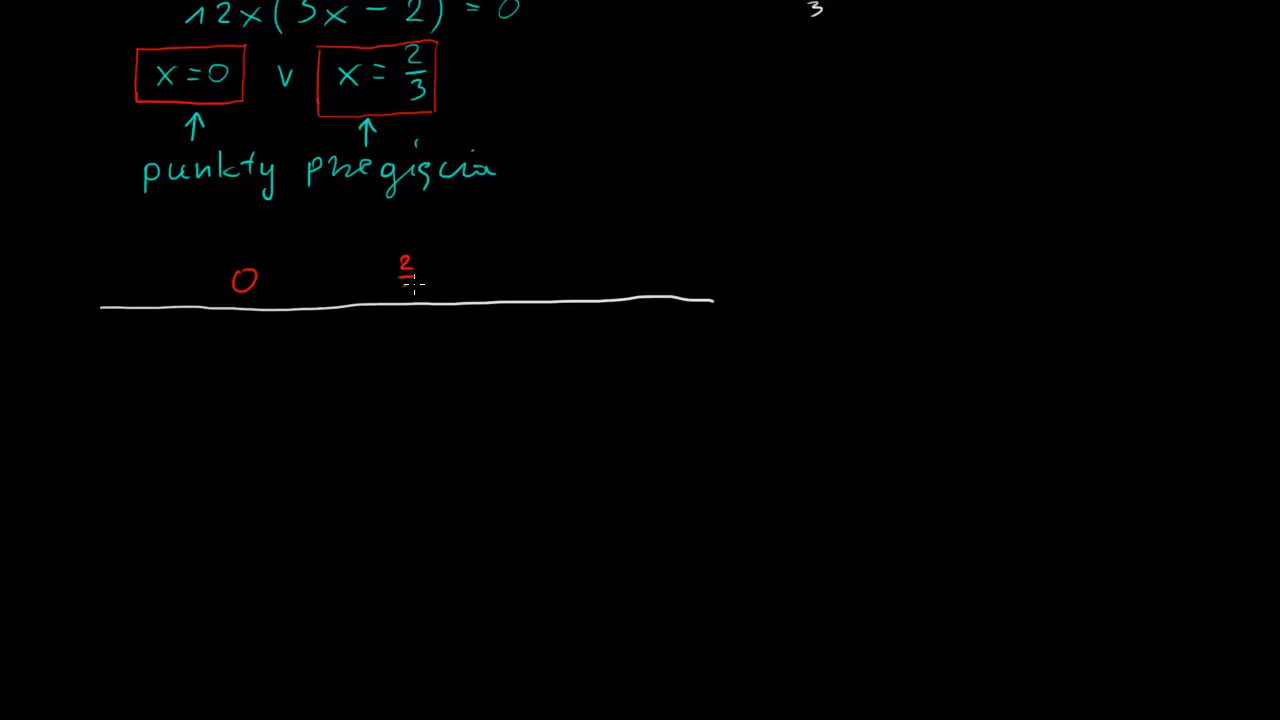 12x(3x - 2) = 0
3
x = 0 v x = 2/3
↑ ↑
punkty przegięcia
0 2